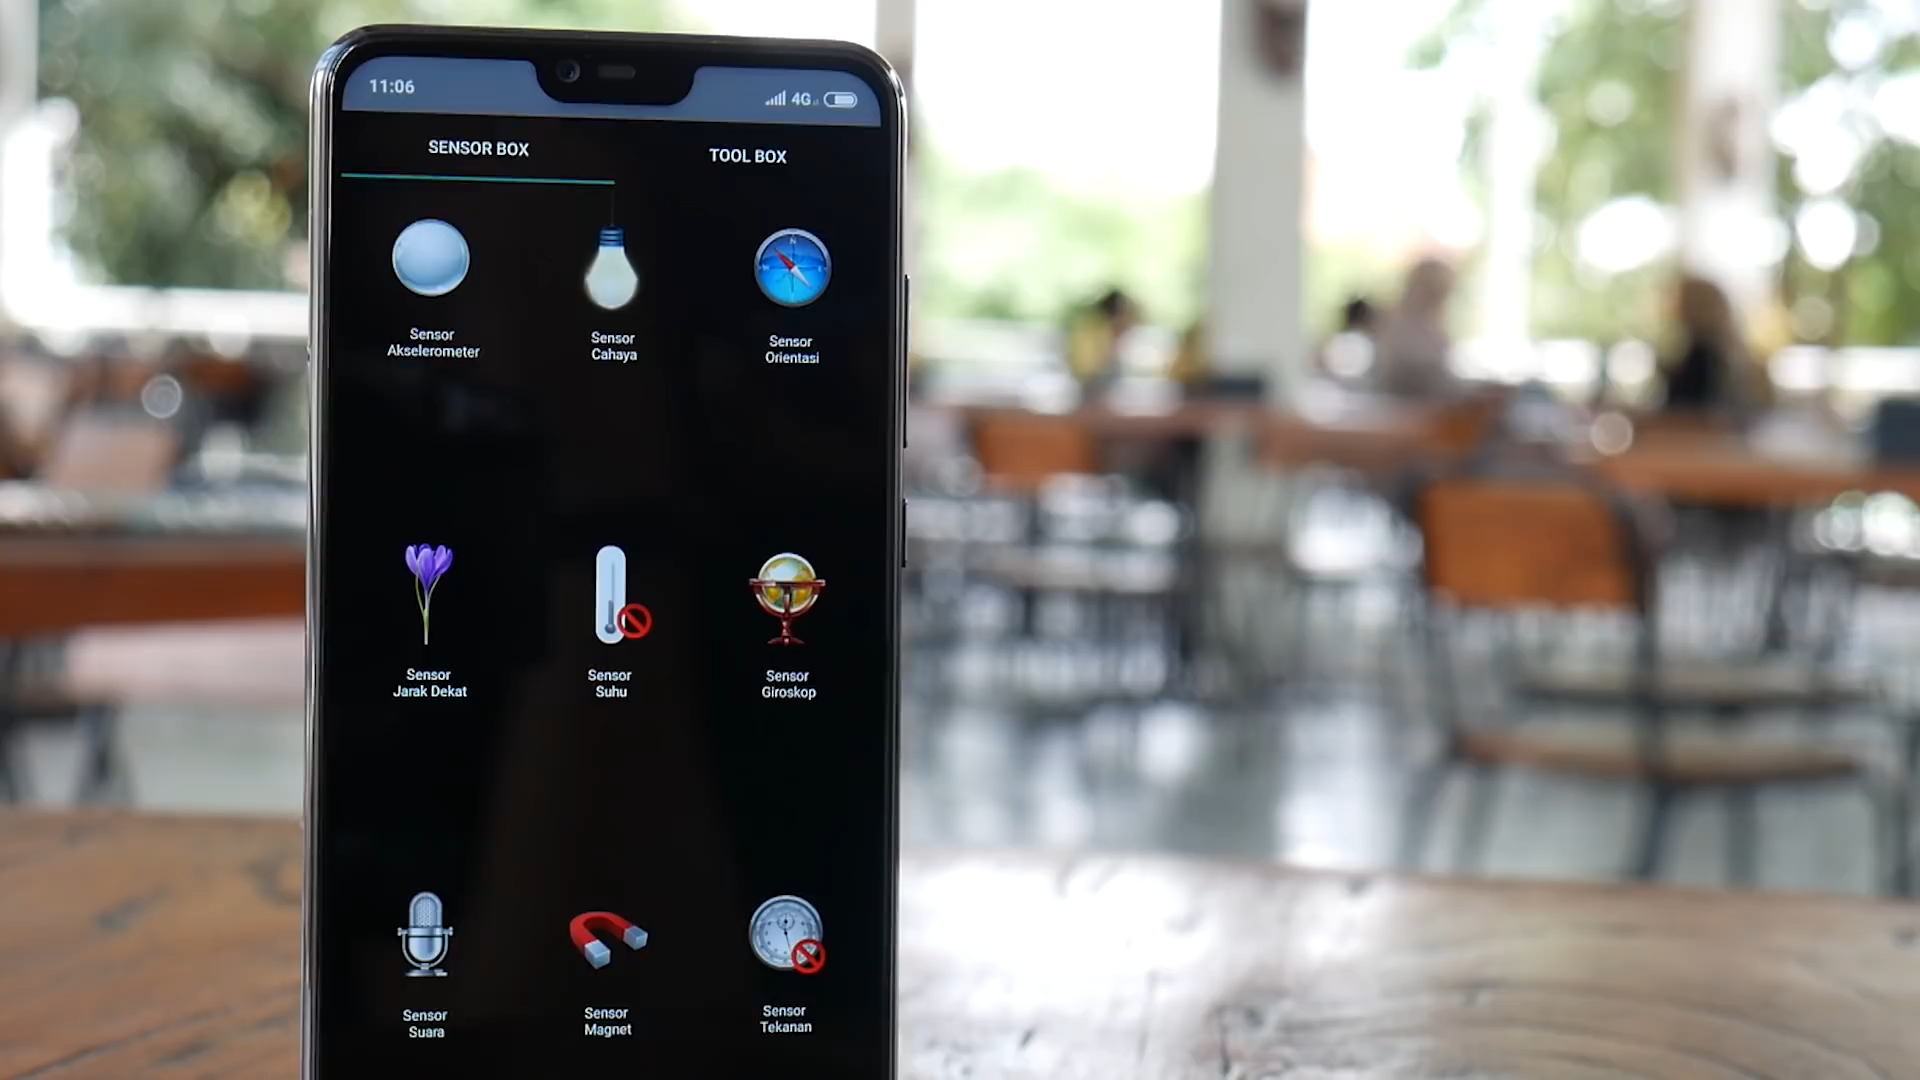 11:06
4G
SENSOR BOX
TOOL BOX
Sensor
Akselerometer
Sensor
Cahaya
N
Sensor
Orientasi
Sensor
Jarak Dekat
Sensor
Suhu
Sensor
Giroskop
Sensor
Suara
Sensor
Magnet
Sensor
Tekanan